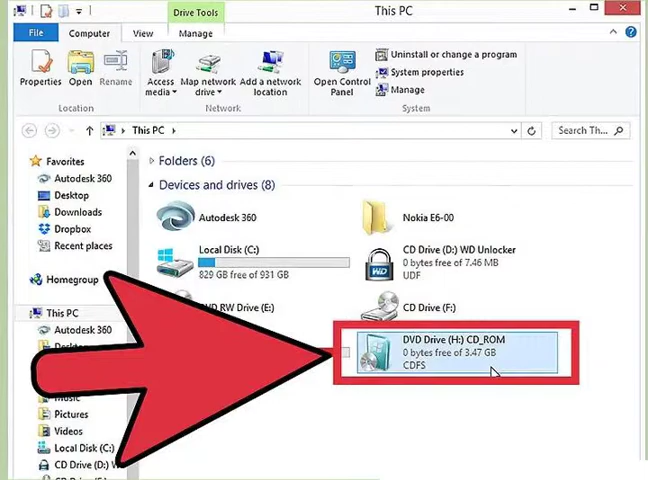 Drive Tools
This PC
File
Computer
View
Manage
Properties
Open
Rename
Access media
Map network drive
Add a network location
Open Control Panel
Uninstall or change a program
System properties
Manage
Location
Network
System
This PC
Search Th...
Favorites
Autodesk 360
Desktop
Downloads
Dropbox
Recent places
Homegroup
This PC
Autodesk 360
Music
Pictures
Videos
Local Disk (C:)
CD Drive (D:) W
Folders (6)
Devices and drives (8)
Autodesk 360
Nokia E6-00
Local Disk (C:)
829 GB free of 931 GB
CD Drive (D:) WD Unlocker
0 bytes free of 7.46 MB
UDF
WD
DVD RW Drive (E:)
CD Drive (F:)
DVD Drive (H:) CD_ROM
0 bytes free of 3.47 GB
CDFS